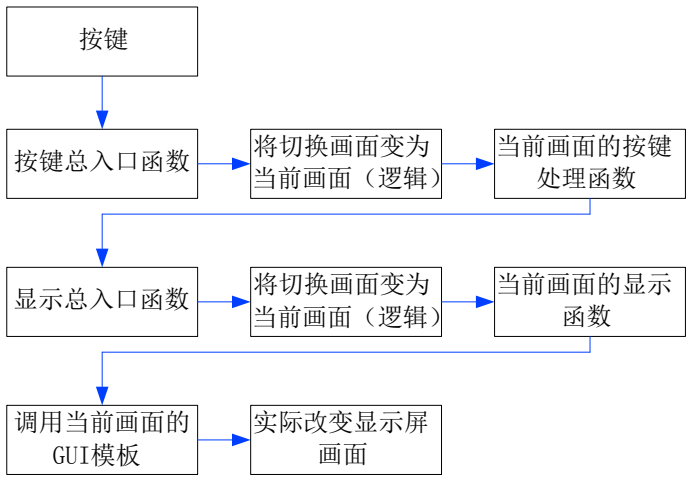 按键
按键总入口函数
将切换画面变为
当前画面（逻辑）
当前画面的按键
处理函数
显示总入口函数
将切换画面变为
当前画面（逻辑）
当前画面的显示
函数
调用当前画面的
GUI模板
实际改变显示屏
画面